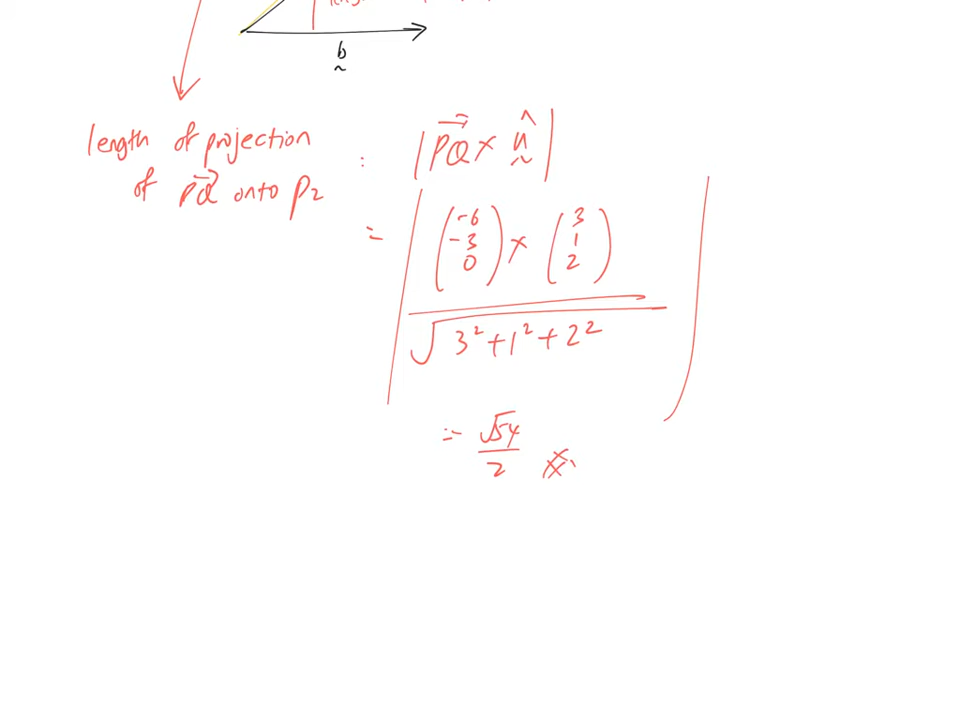 b
~
length of projection
of PQ⃗ onto p2
: |PQ⃗ × n̂|
~
= | (-6 -3 0) × (3 1 2)
√3²+1²+2² |
= √54
2